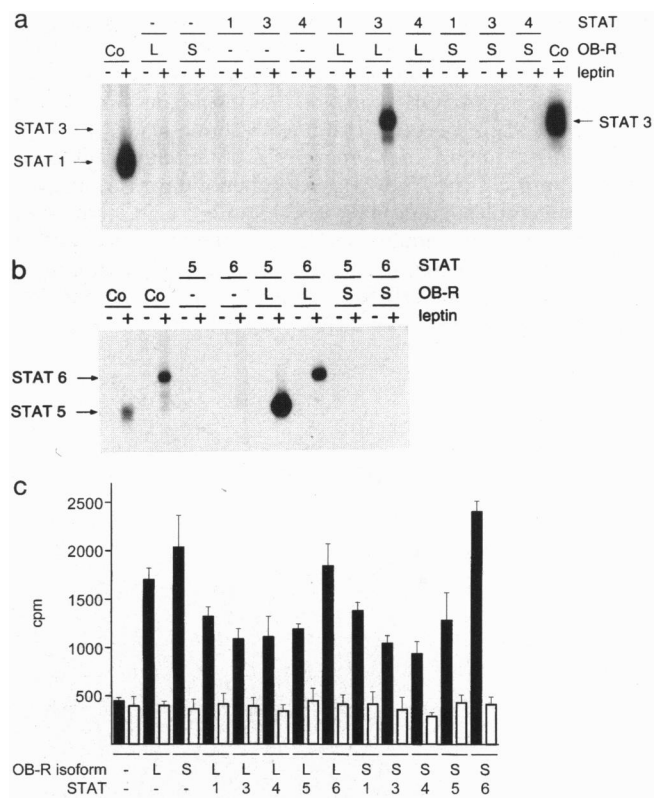 a
- - 1 3 4 1 3 4 1 3 4 STAT
Co L S - - - L L L S S S Co OB-R
- + - + - + - + - + - + - + - + - + - + - + - + - + leptin
STAT 3 → ← STAT 3
STAT 1 →
b
5 6 5 6 5 6 STAT
Co Co - - L L S S OB-R
- + - + - + - + - + - + - + - + leptin
STAT 6 →
STAT 5 →
c
2500
2000
1500
1000
500
cpm
OB-R isoform - L S L L L L L S S S S S
STAT 1 3 4 5 6 1 3 4 5 6